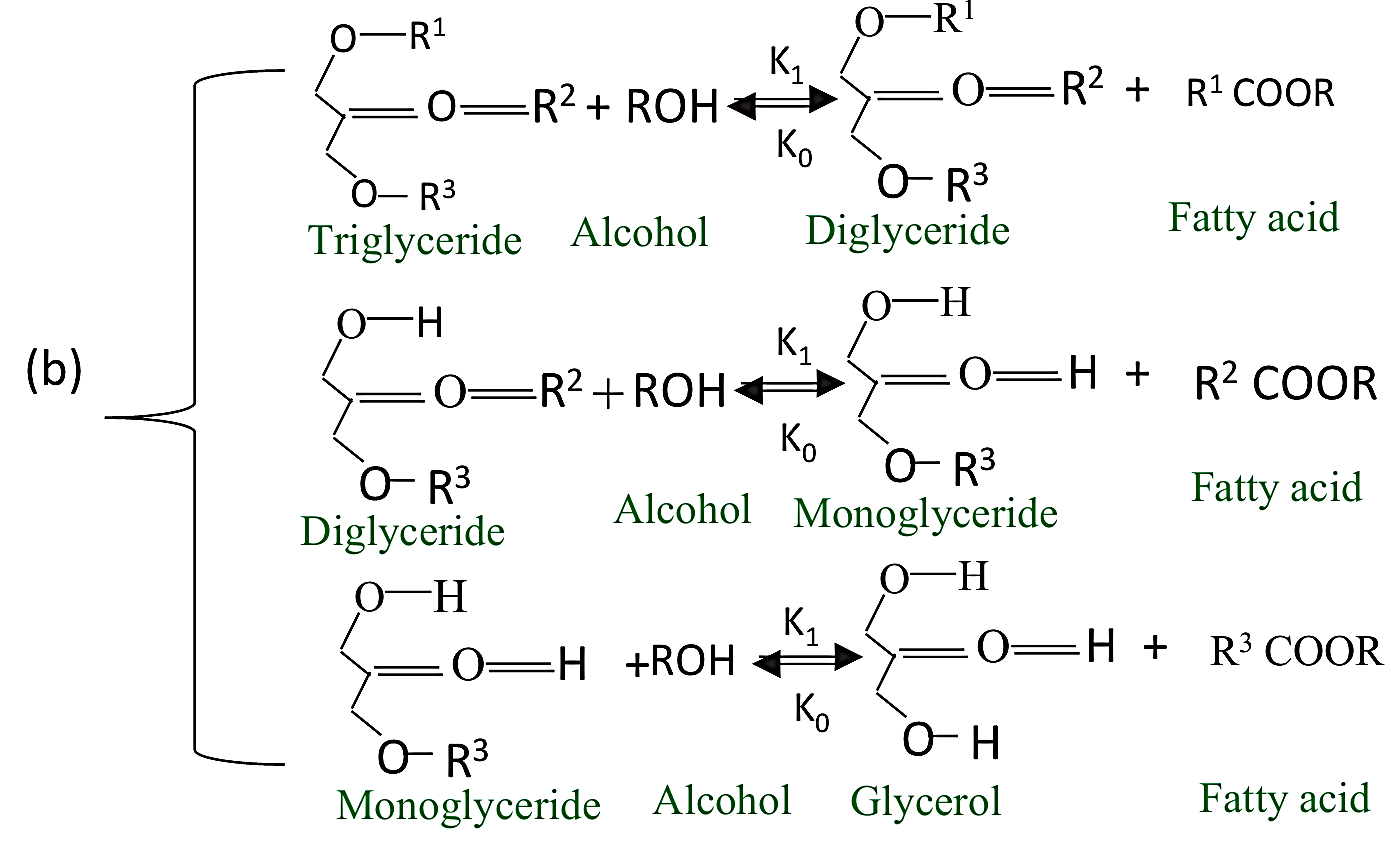 O—R¹ O—R¹
K₁
O R² + ROH O R² + R¹ COOR
K₀
O— R³ O— R³
Triglyceride Alcohol Diglyceride Fatty acid
O—H O—H
K₁
(b) O R² + ROH O H + R² COOR
K₀
O— R³ O— R³
Diglyceride Alcohol Monoglyceride Fatty acid
O—H O—H
K₁
O H +ROH O H + R³ COOR
K₀
O— R³ O— H
Monoglyceride Alcohol Glycerol Fatty acid